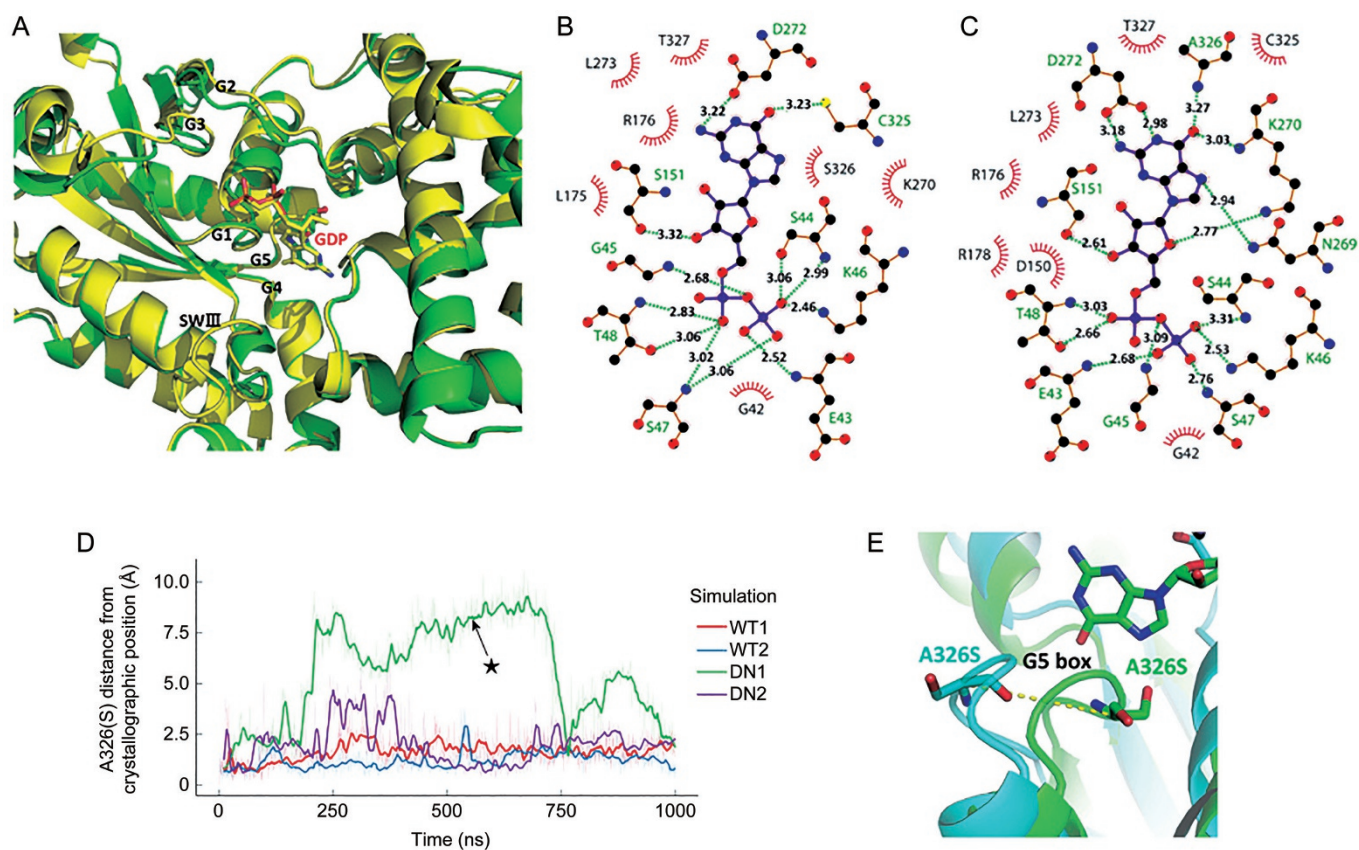 A
G2
G3
G1
GDP
G5
G4
SWIII
B
D272
T327
L273
3.22
3.23
R176
C325
S151
S326
K270
L175
3.32
S44
G45
K46
2.68
3.06
2.99
2.46
2.83
T48
3.06
3.02
2.52
3.06
G42
S47
E43
C
T327
A326
C325
D272
3.27
L273
2.98
3.18
3.03
K270
R176
S151
2.94
2.77
N269
2.61
R178
D150
S44
T48
3.03
3.31
2.66
3.09
2.53
2.68
K46
2.76
E43
G45
S47
G42
D
A326(S) distance from
crystallographic position (Å)
10.0
7.5
5.0
2.5
0
0
250
500
750
1000
Time (ns)
Simulation
WT1
WT2
DN1
DN2
E
A326S
G5 box
A326S